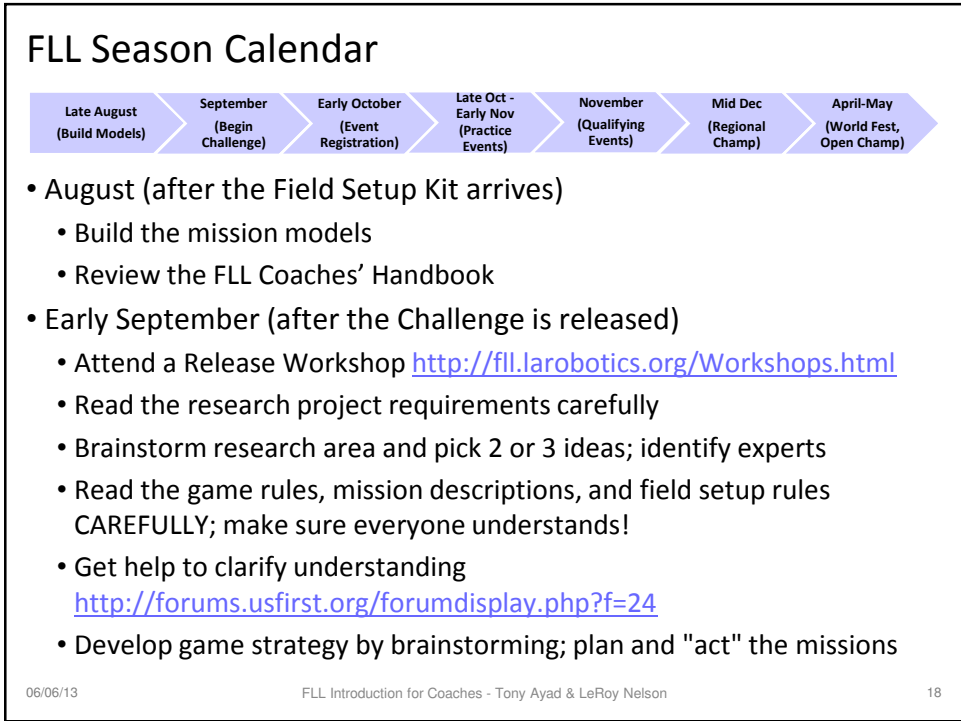 FLL Season Calendar
Late August
(Build Models)
September
(Begin
Challenge)
Early October
(Event
Registration)
Late Oct -
Early Nov
(Practice
Events)
November
(Qualifying
Events)
Mid Dec
(Regional
Champ)
April-May
(World Fest,
Open Champ)
• August (after the Field Setup Kit arrives)
• Build the mission models
• Review the FLL Coaches’ Handbook
• Early September (after the Challenge is released)
• Attend a Release Workshop http://fll.larobotics.org/Workshops.html
• Read the research project requirements carefully
• Brainstorm research area and pick 2 or 3 ideas; identify experts
• Read the game rules, mission descriptions, and field setup rules
CAREFULLY; make sure everyone understands!
• Get help to clarify understanding
http://forums.usfirst.org/forumdisplay.php?f=24
• Develop game strategy by brainstorming; plan and "act" the missions
06/06/13
FLL Introduction for Coaches - Tony Ayad & LeRoy Nelson
18